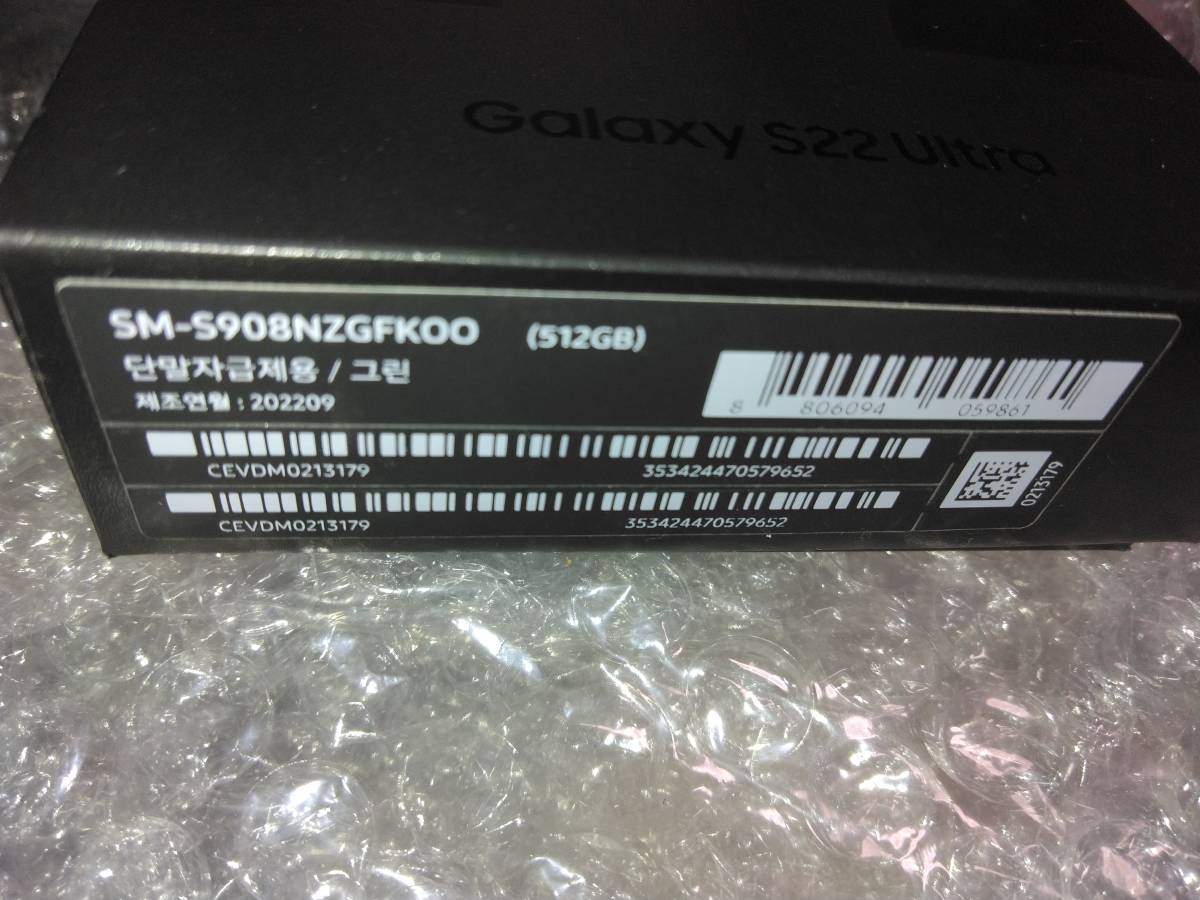 Galaxy S22 Ultra
SM-S908NZGFKOO (512GB)
단말자급제용 / 그린
제조연월 : 202209
8 806094 059861
CEVDM0213179 353424470579652
0213179
CEVDM0213179 353424470579652